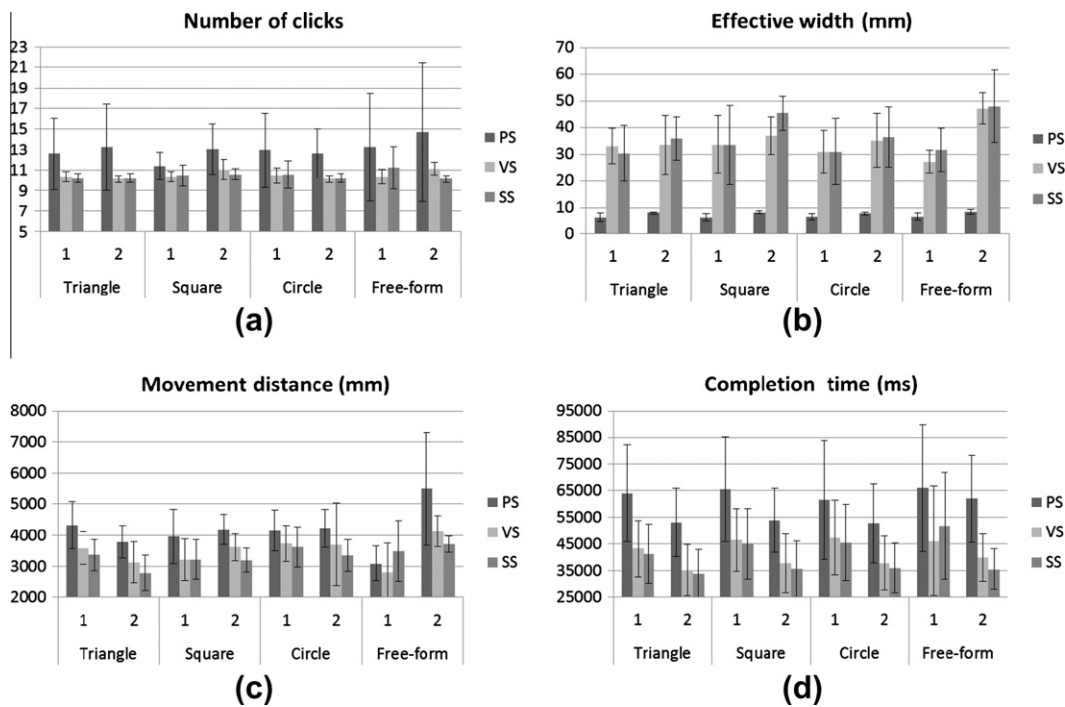 Number of clicks
23
21
19
17
15
13
11
9
7
5
PS
VS
SS
1 2 1 2 1 2 1 2
Triangle Square Circle Free-form
(a)
Effective width (mm)
70
60
50
40
30
20
10
0
PS
VS
SS
1 2 1 2 1 2 1 2
Triangle Square Circle Free-form
(b)
Movement distance (mm)
8000
7000
6000
5000
4000
3000
2000
PS
VS
SS
1 2 1 2 1 2 1 2
Triangle Square Circle Free-form
(c)
Completion time (ms)
95000
85000
75000
65000
55000
45000
35000
25000
PS
VS
SS
1 2 1 2 1 2 1 2
Triangle Square Circle Free-form
(d)